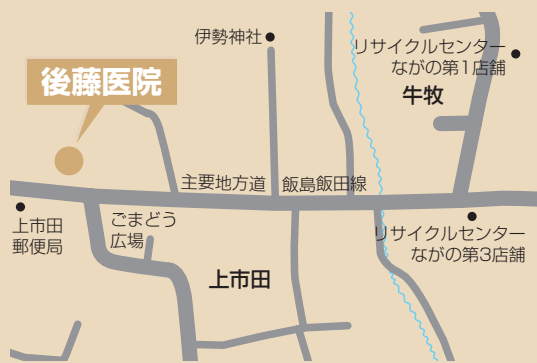 伊勢神社
リサイクルセンター
ながの第1店舗
後藤医院
牛牧
主要地方道 飯島飯田線
上市田
郵便局
ごまどう
広場
リサイクルセンター
ながの第3店舗
上市田